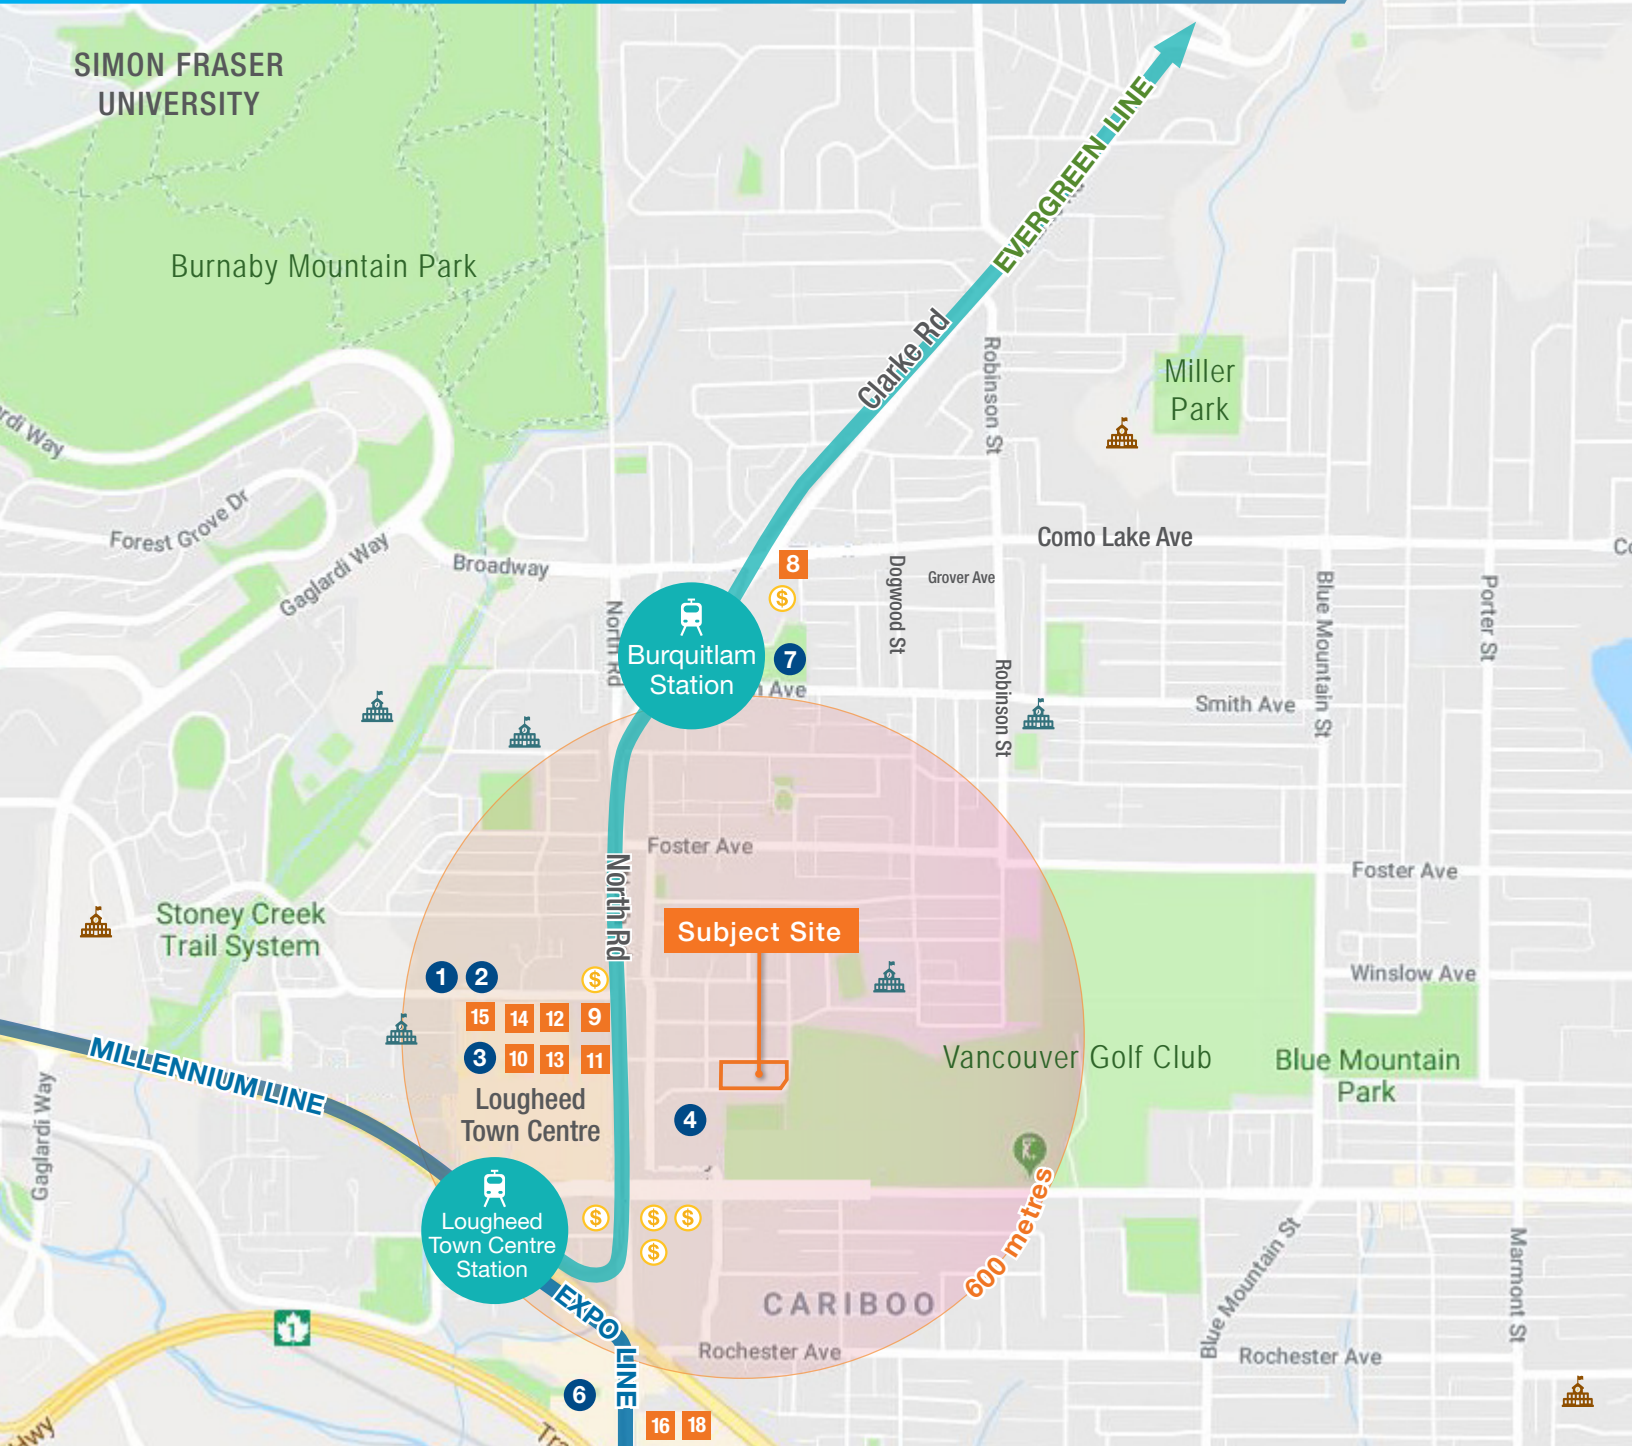 SIMON FRASER
UNIVERSITY
EVERGREEN LINE
Burnaby Mountain Park
Clarke Rd
Robinson St
Miller
Park
rdi Way
Forest Grove Dr
Gaglardi Way
Broadway
Como Lake Ave
8
$
Dogwood St
Grover Ave
North Rd
Burquitlam
Station
7
Ave
Blue Mountain St
Porter St
Robinson St
Smith Ave
Foster Ave
Foster Ave
North Rd
Subject Site
Stoney Creek
Trail System
Winslow Ave
1
2
$
15
14
12
9
3
10
13
11
MILLENNIUM LINE
Vancouver Golf Club
Blue Mountain
Park
Lougheed
Town Centre
4
Gaglardi Way
Lougheed
Town Centre
Station
$
$
$
$
600 metres
Blue Mountain St
Marmont St
CARIBOO
EXPO LINE
1
Rochester Ave
Rochester Ave
6
16
18
Hwy